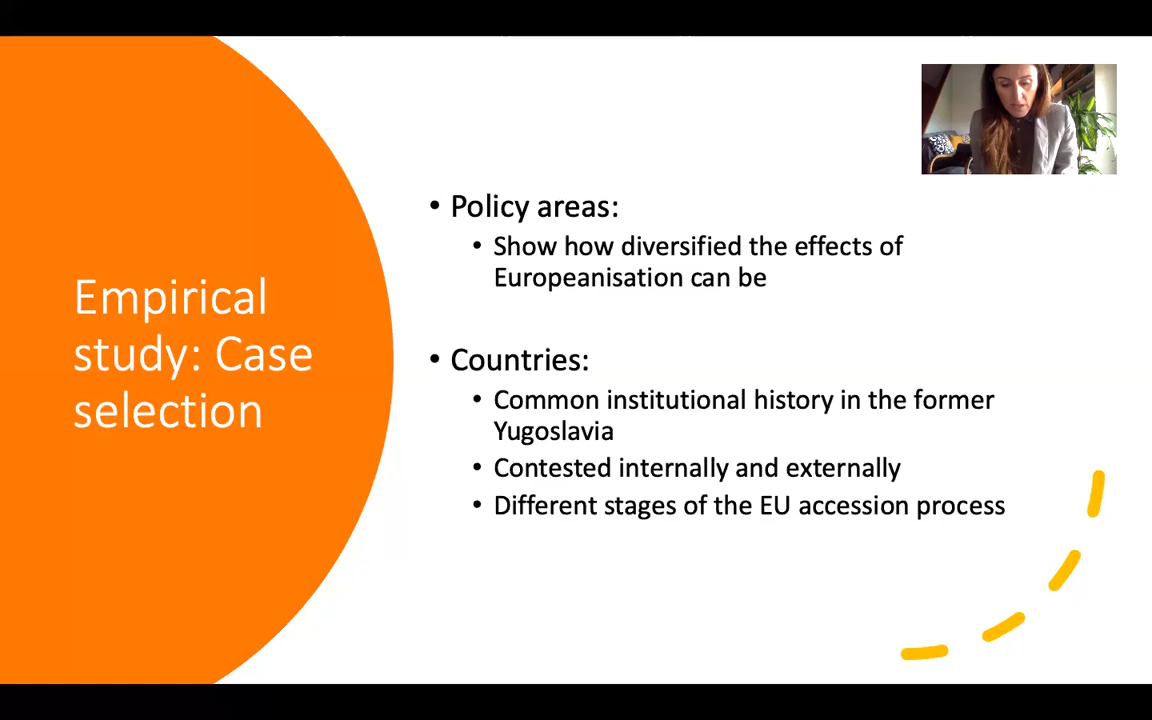 Empirical
study: Case
selection
• Policy areas:
• Show how diversified the effects of
Europeanisation can be
• Countries:
• Common institutional history in the former
Yugoslavia
• Contested internally and externally
• Different stages of the EU accession process